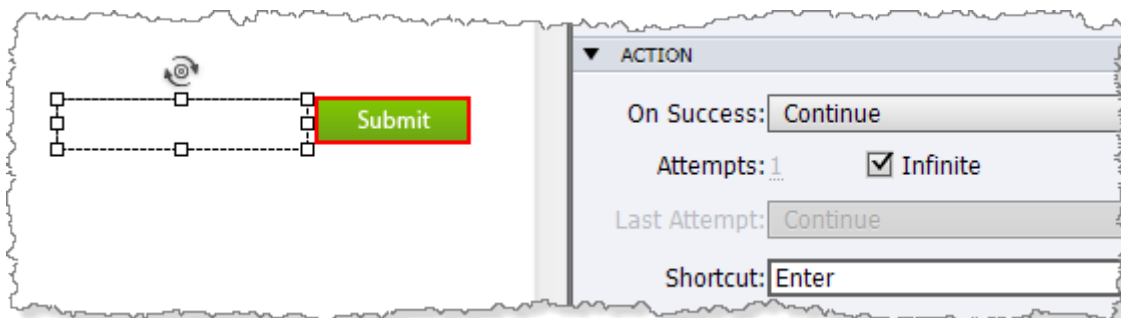 Submit
ACTION
On Success: Continue
Attempts: 1 Infinite
Last Attempt: Continue
Shortcut: Enter